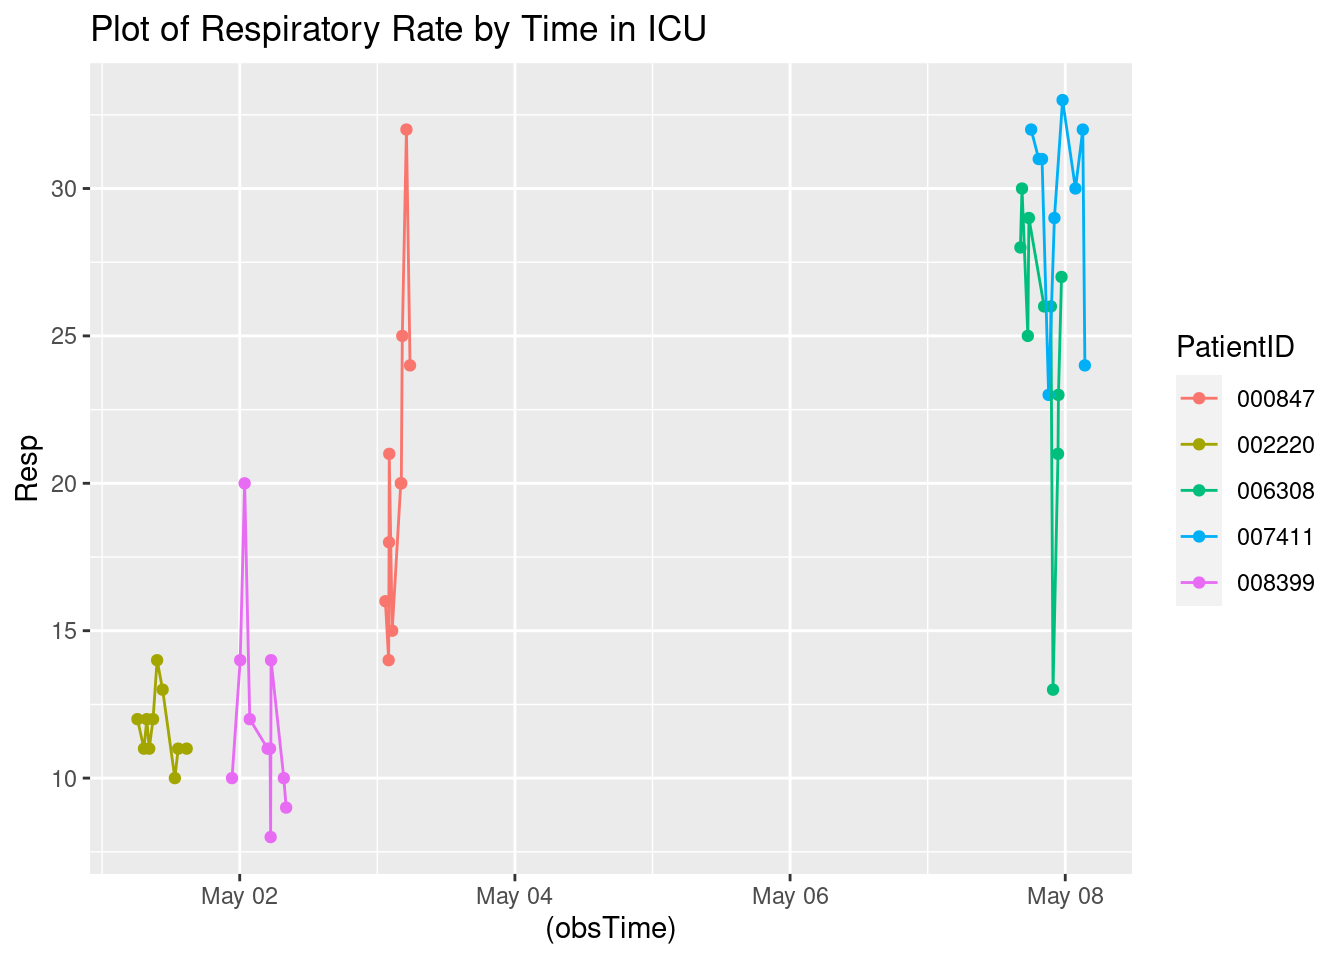 Plot of Respiratory Rate by Time in ICU
Resp
30
25
20
15
10
May 02
May 04
May 06
May 08
(obsTime)
PatientID
000847
002220
006308
007411
008399